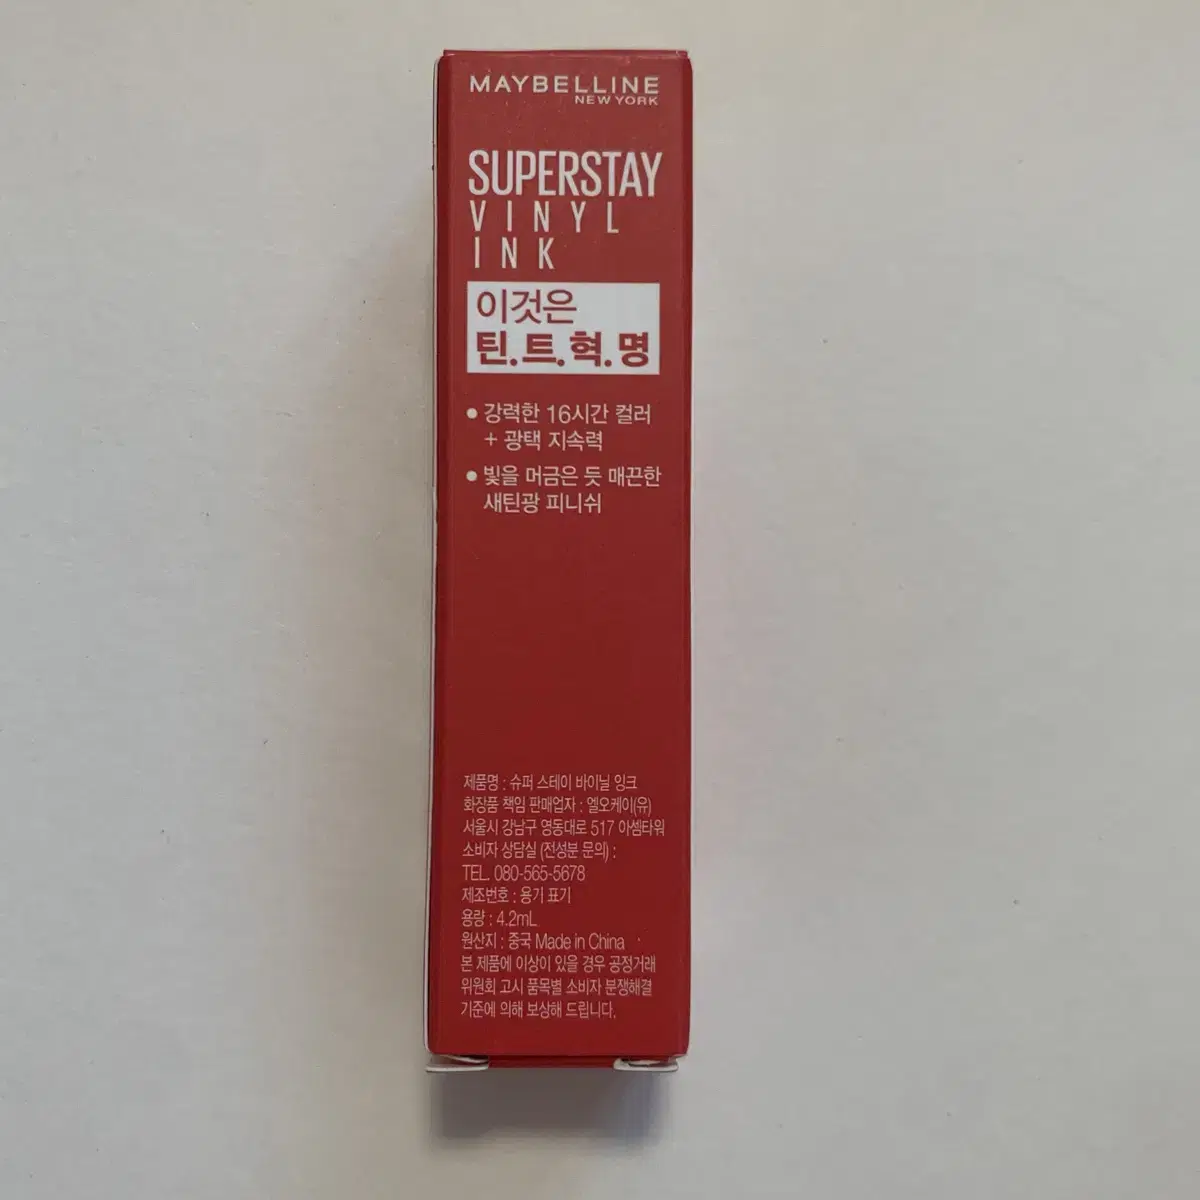 MAYBELLINE
NEW YORK
SUPERSTAY
VINYL
INK
이것은
틴.트.혁.명
• 강력한 16시간 컬러
+ 광택 지속력
• 빛을 머금은 듯 매끈한
새틴광 피니쉬
제품명 : 슈퍼 스테이 바이닐 잉크
화장품 책임 판매업자 : 엘오케이(유)
서울시 강남구 영동대로 517 아셈타워
소비자 상담실 (전성분 문의) :
TEL. 080-565-5678
제조번호 : 용기 표기
용량 : 4.2mL
원산지 : 중국 Made in China
본 제품에 이상이 있을 경우 공정거래
위원회 고시 품목별 소비자 분쟁해결
기준에 의해 보상해 드립니다.